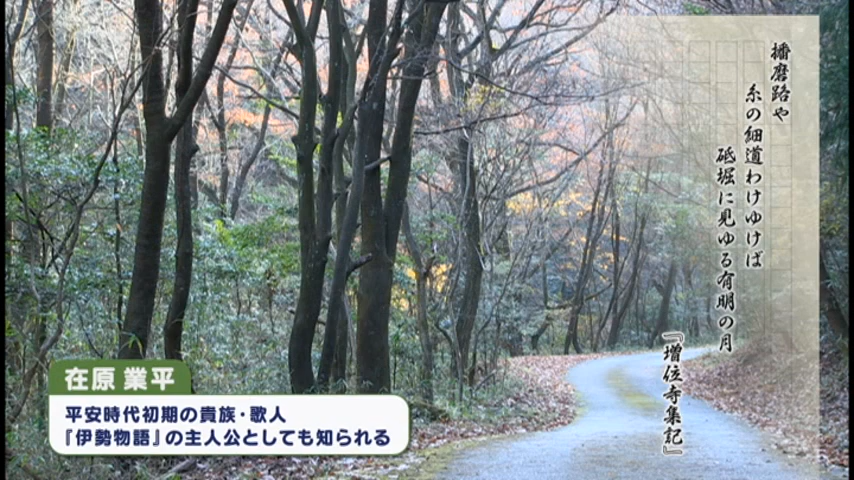 播磨路や
糸の細道わけゆけば
砥堀に見ゆる有明の月
『増位寺集記』
在原 業平
平安時代初期の貴族・歌人
『伊勢物語』の主人公としても知られる